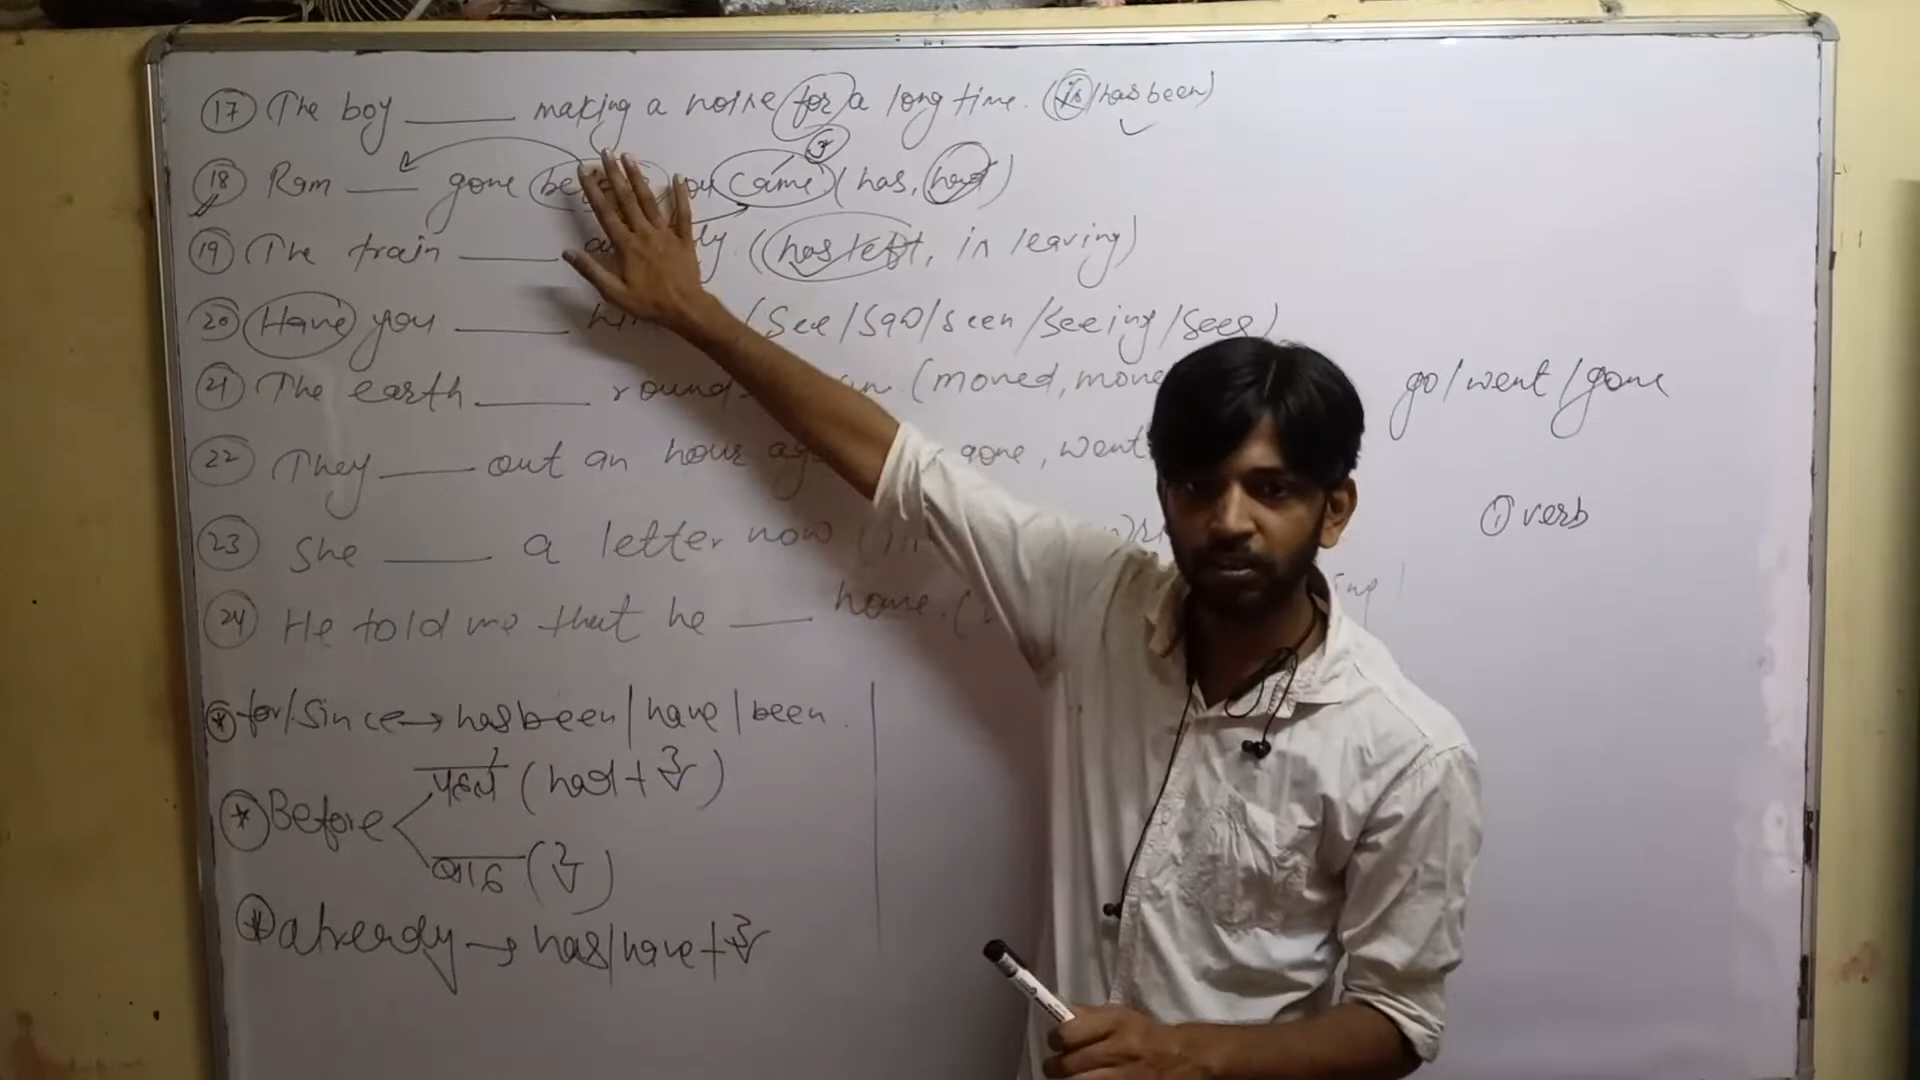 17 The boy ____ making a noise for a long time. (is/has been)
18 Ram ____ gone before you came (has, had)
19 The train ____ (has left, is leaving)
20 Have you ____ (See/Saw/seen/seeing/sees)
21 The earth ____ round (moved, move
go/went/gone
22 They ____ out an hour ago gone, went
23 She ____ a letter now
① verb
24 He told me that he ____ home. (
ing
* for/Since → has been/have/been.
* Before
पहले (had + V3)
बाद (V2)
* already → has/have + V3